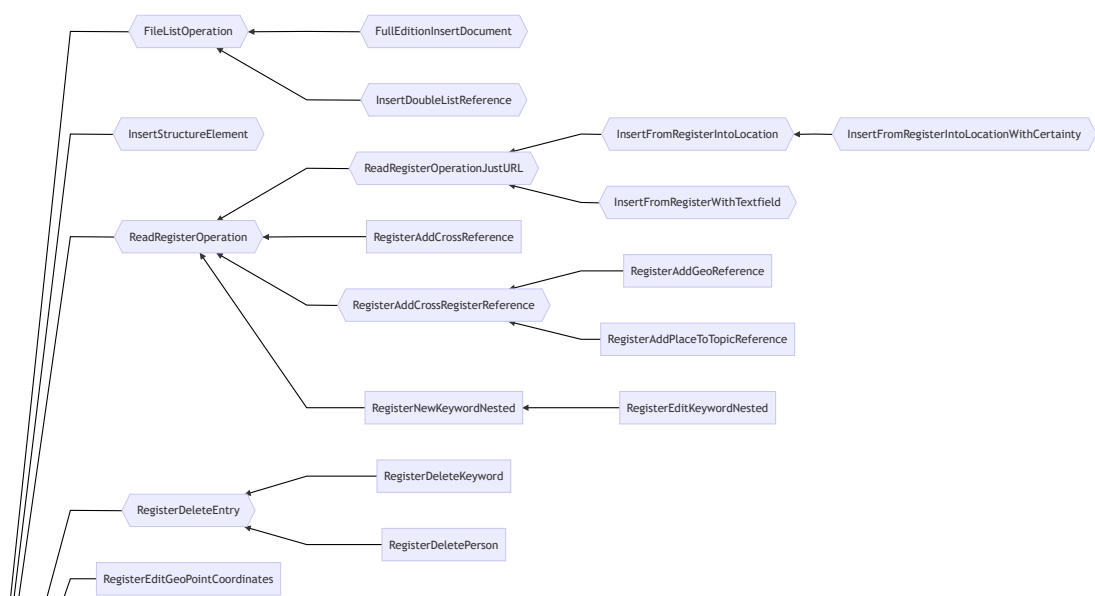 FileListOperation
FullEditionInsertDocument
InsertDoubleListReference
InsertStructureElement
InsertFromRegisterIntoLocation
InsertFromRegisterIntoLocationWithCertainty
ReadRegisterOperationJustURL
InsertFromRegisterWithTextfield
ReadRegisterOperation
RegisterAddCrossReference
RegisterAddGeoReference
RegisterAddCrossRegisterReference
RegisterAddPlaceToTopicReference
RegisterNewKeywordNested
RegisterEditKeywordNested
RegisterDeleteKeyword
RegisterDeleteEntry
RegisterDeletePerson
RegisterEditGeoPointCoordinates